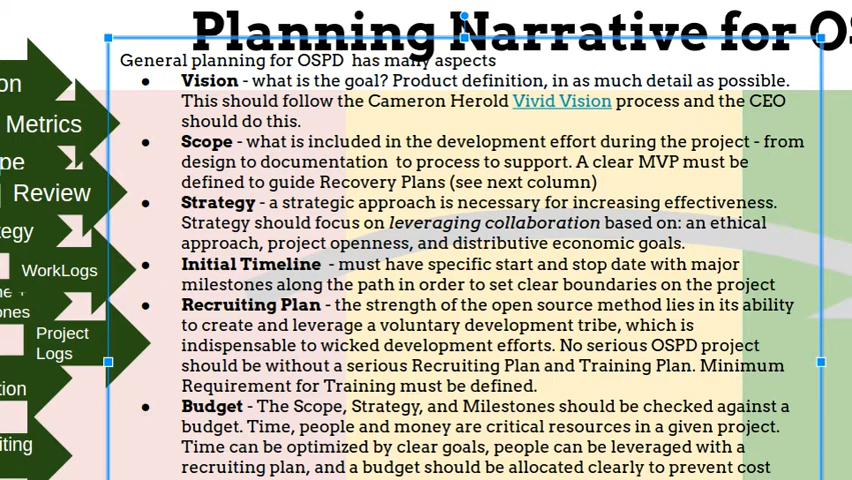 Planning Narrative for OS
General planning for OSPD  has many aspects
● Vision - what is the goal? Product definition, in as much detail as possible.
This should follow the Cameron Herold Vivid Vision process and the CEO
should do this.
● Scope - what is included in the development effort during the project - from
design to documentation  to process to support. A clear MVP must be
defined to guide Recovery Plans (see next column)
● Strategy - a strategic approach is necessary for increasing effectiveness.
Strategy should focus on leveraging collaboration based on: an ethical
approach, project openness, and distributive economic goals.
● Initial Timeline  - must have specific start and stop date with major
milestones along the path in order to set clear boundaries on the project
● Recruiting Plan - the strength of the open source method lies in its ability
to create and leverage a voluntary development tribe, which is
indispensable to wicked development efforts. No serious OSPD project
should be without a serious Recruiting Plan and Training Plan. Minimum
Requirement for Training must be defined.
● Budget - The Scope, Strategy, and Milestones should be checked against a
budget. Time, people and money are critical resources in a given project.
Time can be optimized by clear goals, people can be leveraged with a
recruiting plan, and a budget should be allocated clearly to prevent cost
on
Metrics
pe
Review
egy
WorkLogs
ones
Project
Logs
tion
iting